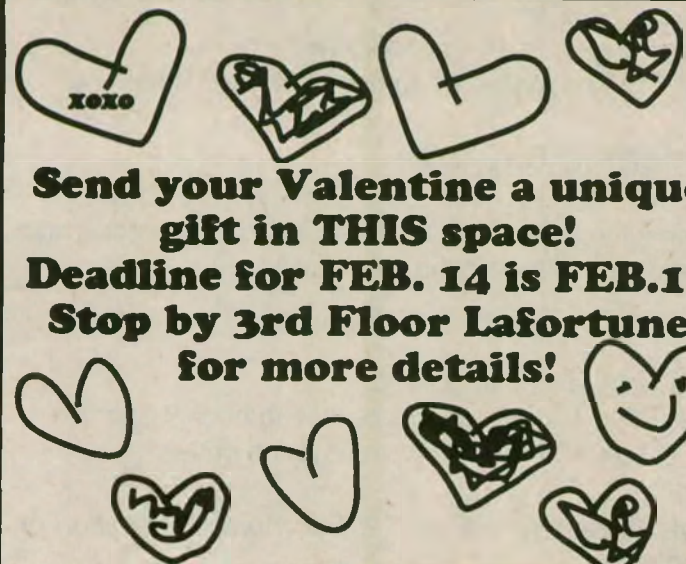 xoxo
Send your Valentine a uniqu
gift in THIS space!
Deadline for FEB. 14 is FEB.1
Stop by 3rd Floor Lafortune
for more details!